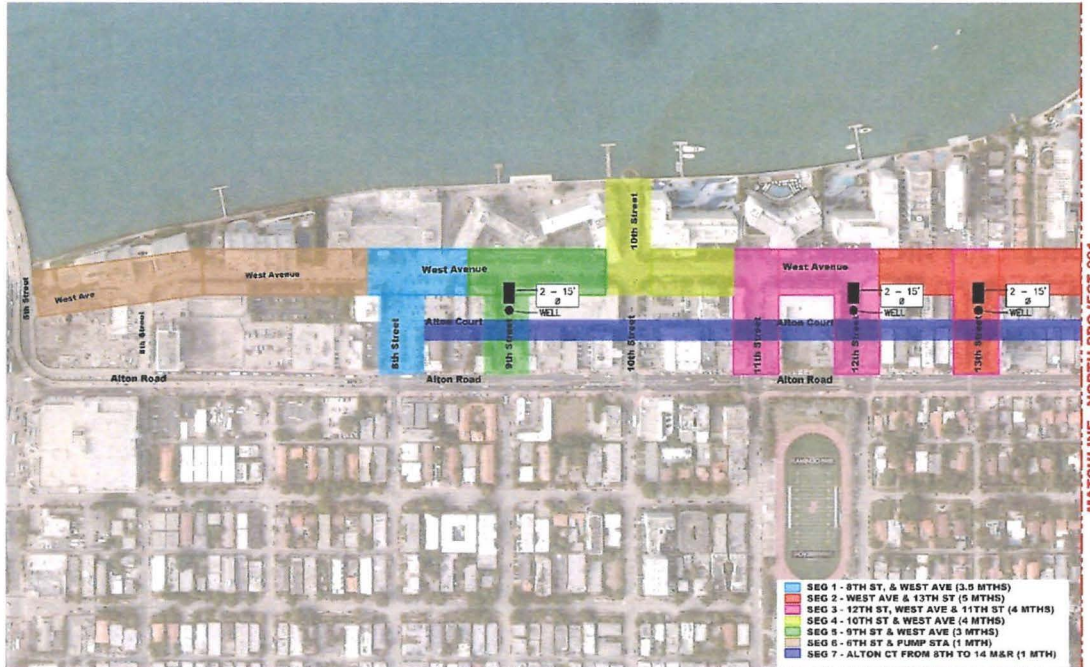 10th Street
West Avenue
West Avenue
West Avenue
West Ave
5th Street
2 - 15'
Ø
WELL
2 - 15'
Ø
WELL
2 - 15'
Ø
WELL
6th Street
8th Street
Alton Court
9th Street
10th Street
11th Street
Alton Court
12th Street
13th Street
Alton Road
Alton Road
Alton Road
FLAMINGO PARK
SEG 1 - 8TH ST, & WEST AVE (3.5 MTHS)
SEG 2 - WEST AVE & 13TH ST (5 MTHS)
SEG 3 - 12TH ST, WEST AVE & 11TH ST (4 MTHS)
SEG 4 - 10TH ST & WEST AVE (4 MTHS)
SEG 5 - 9TH ST & WEST AVE (3 MTHS)
SEG 6 - 6TH ST & PUMP STA (1 MTH)
SEG 7 - ALTON CT FROM 8TH TO 14 M&R (1 MTH)